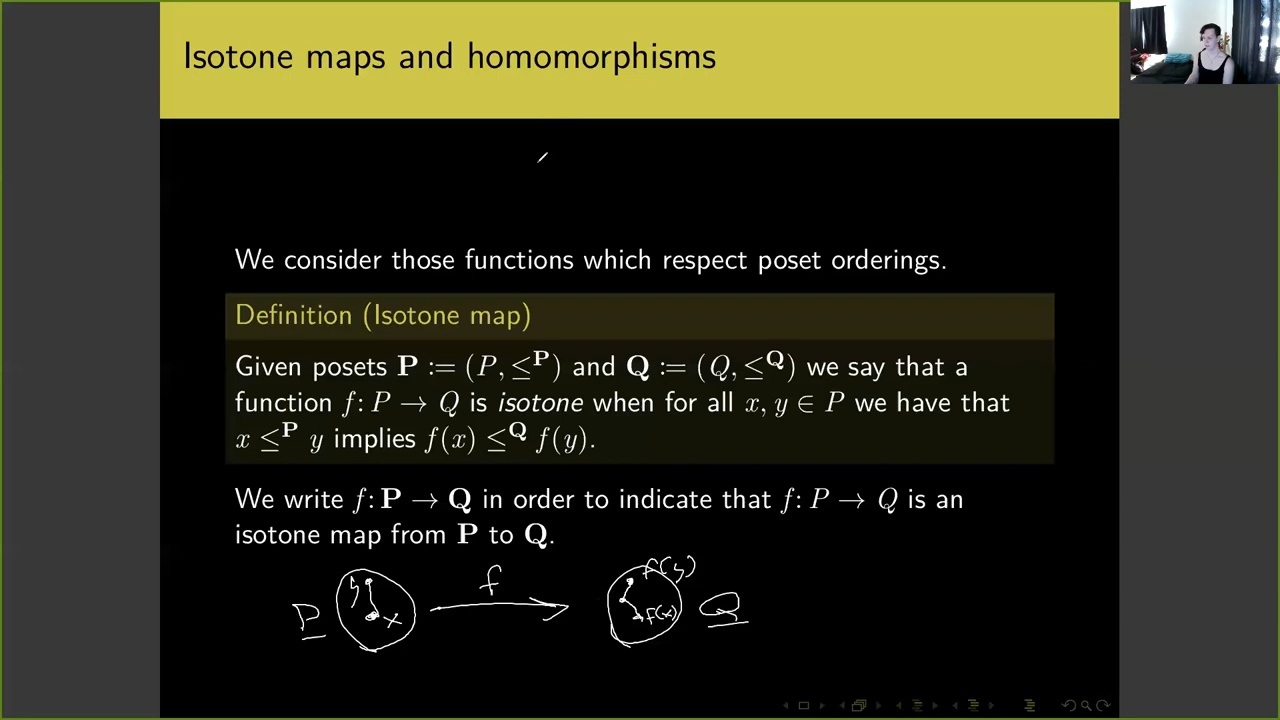 Isotone maps and homomorphisms
We consider those functions which respect poset orderings.
Definition (Isotone map)
Given posets P := (P, ≤^P) and Q := (Q, ≤^Q) we say that a
function f: P → Q is isotone when for all x, y ∈ P we have that
x ≤^P y implies f(x) ≤^Q f(y).
We write f: P → Q in order to indicate that f: P → Q is an
isotone map from P to Q.
P y x f f(y) f(x) Q